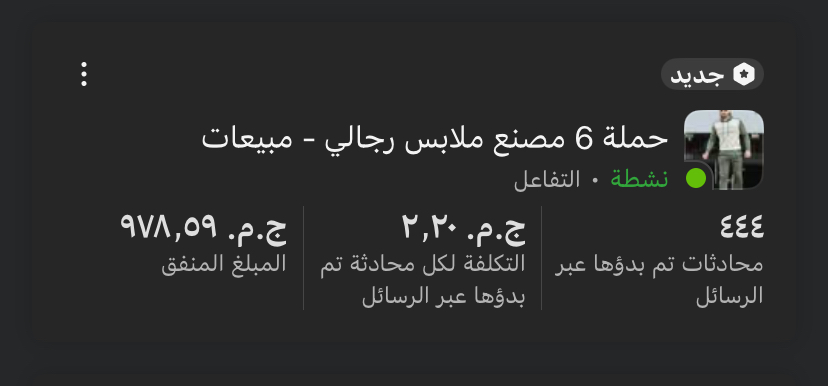 جديد
حملة 6 مصنع ملابس رجالي - مبيعات
نشطة • التفاعل
٤٤٤
محادثات تم بدؤها عبر
الرسائل
ج.م. ٢,٢٠
التكلفة لكل محادثة تم
بدؤها عبر الرسائل
ج.م. ٩٧٨,٥٩
المبلغ المنفق